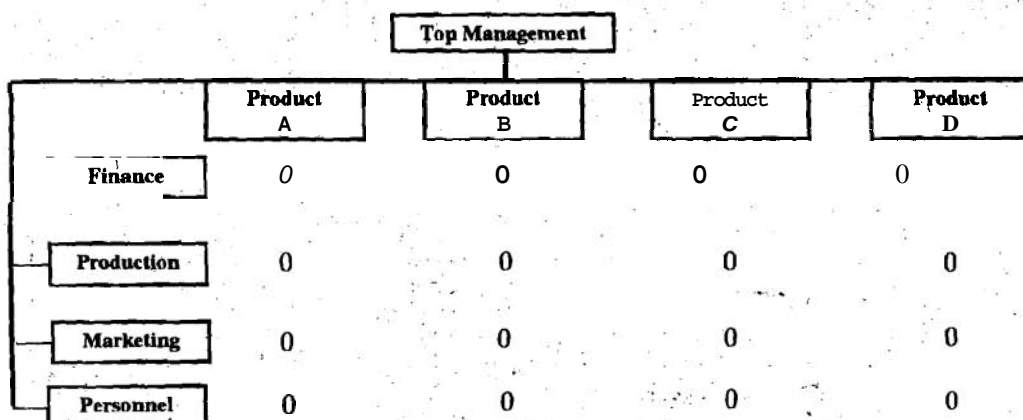 Top Management
Product Product Product Product
A B C D
Finance 0 0 0 0
Production 0 0 0 0
Marketing 0 0 0 0
Personnel 0 0 0 0